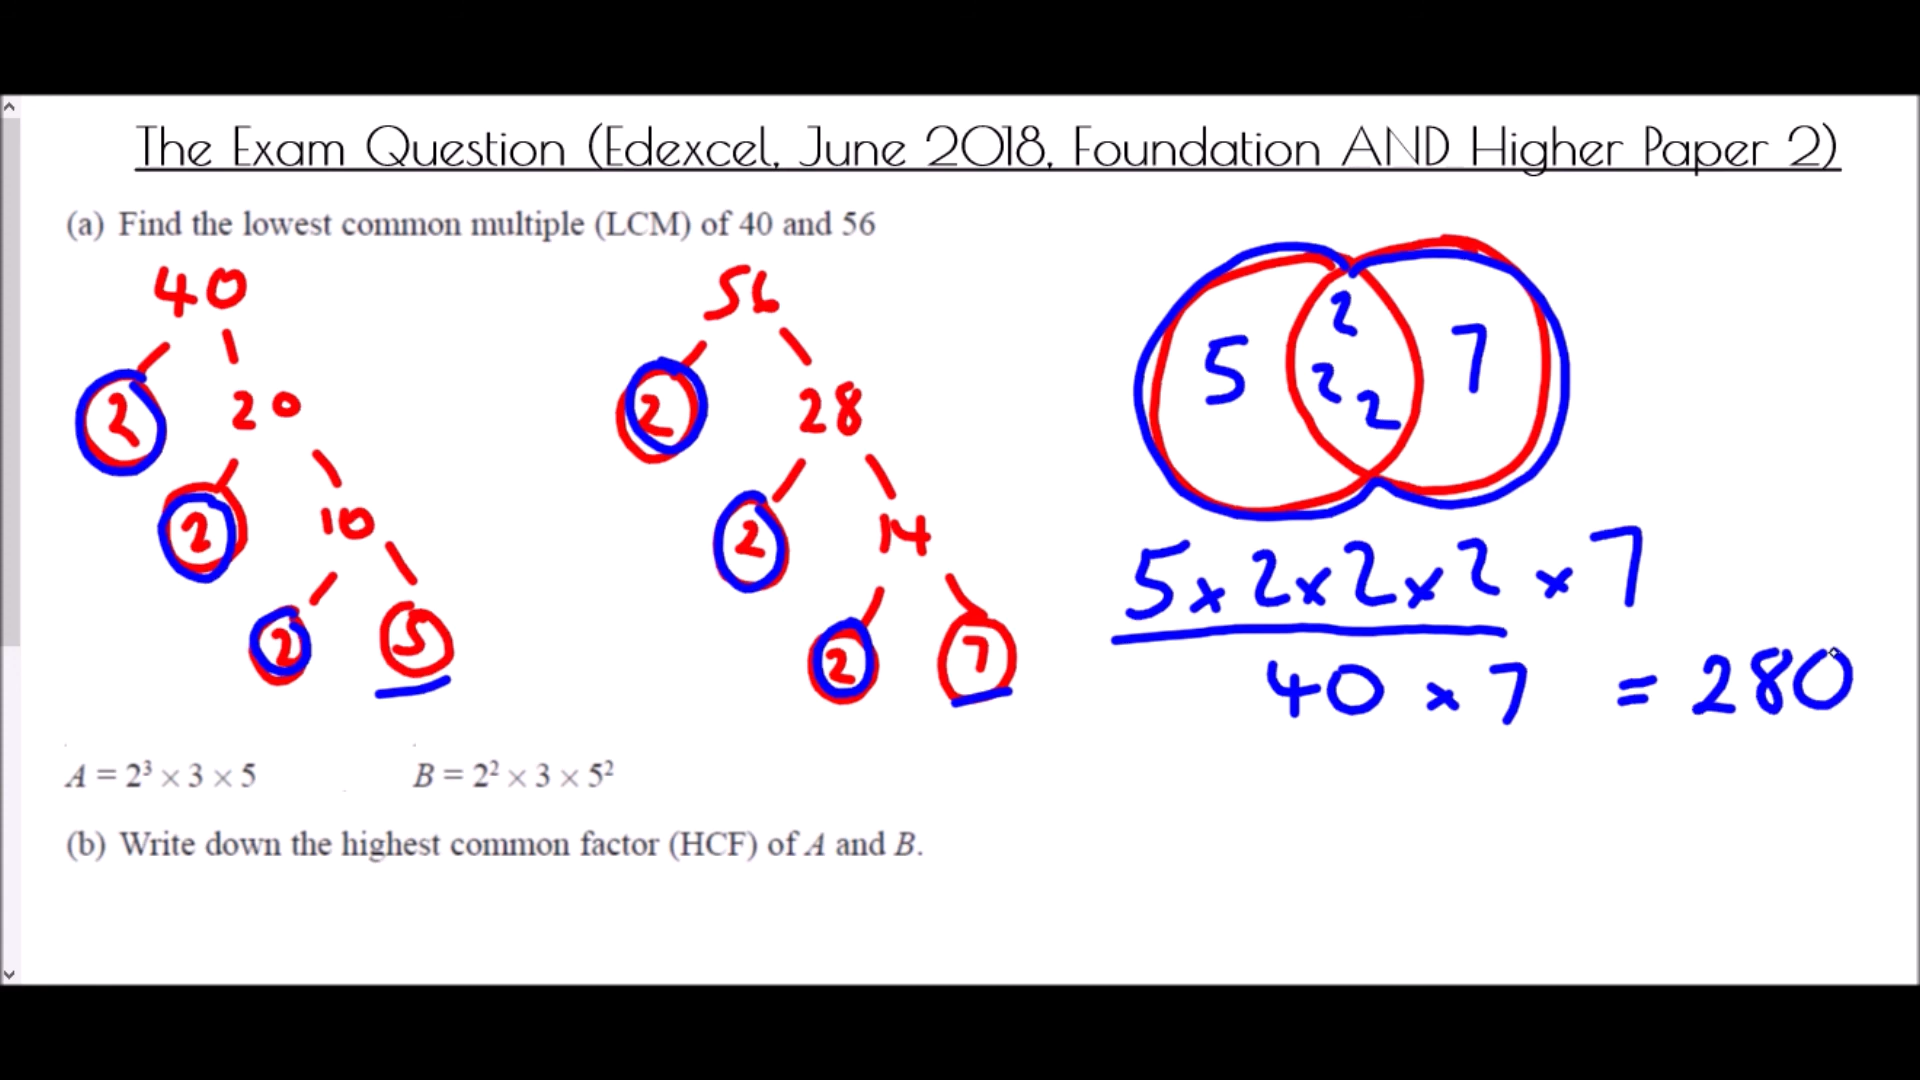 The Exam Question (Edexcel, June 2018, Foundation AND Higher Paper 2)
(a) Find the lowest common multiple (LCM) of 40 and 56
40
2 20
2 10
2 5
56
2 28
2 14
2 7
5 2 2 2 7
5 × 2 × 2 × 2 × 7
40 × 7 = 280
A = 2³ × 3 × 5 B = 2² × 3 × 5²
(b) Write down the highest common factor (HCF) of A and B.